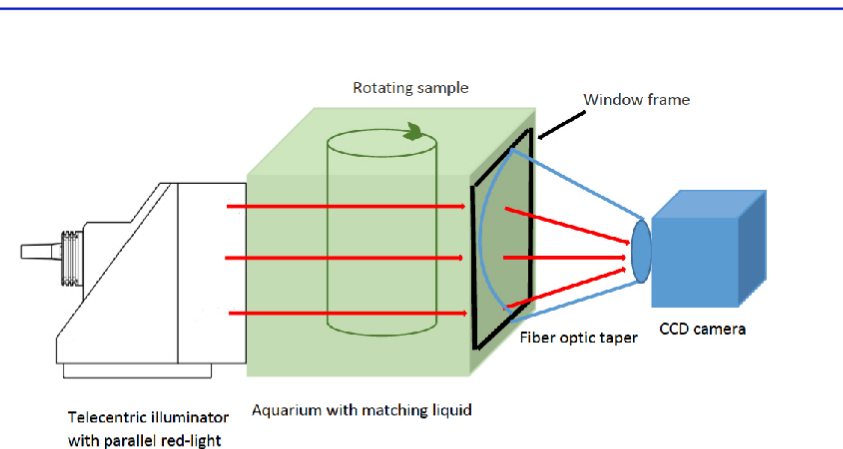 Rotating sample
Window frame
Fiber optic taper
CCD camera
Aquarium with matching liquid
Telecentric illuminator
with parallel red-light